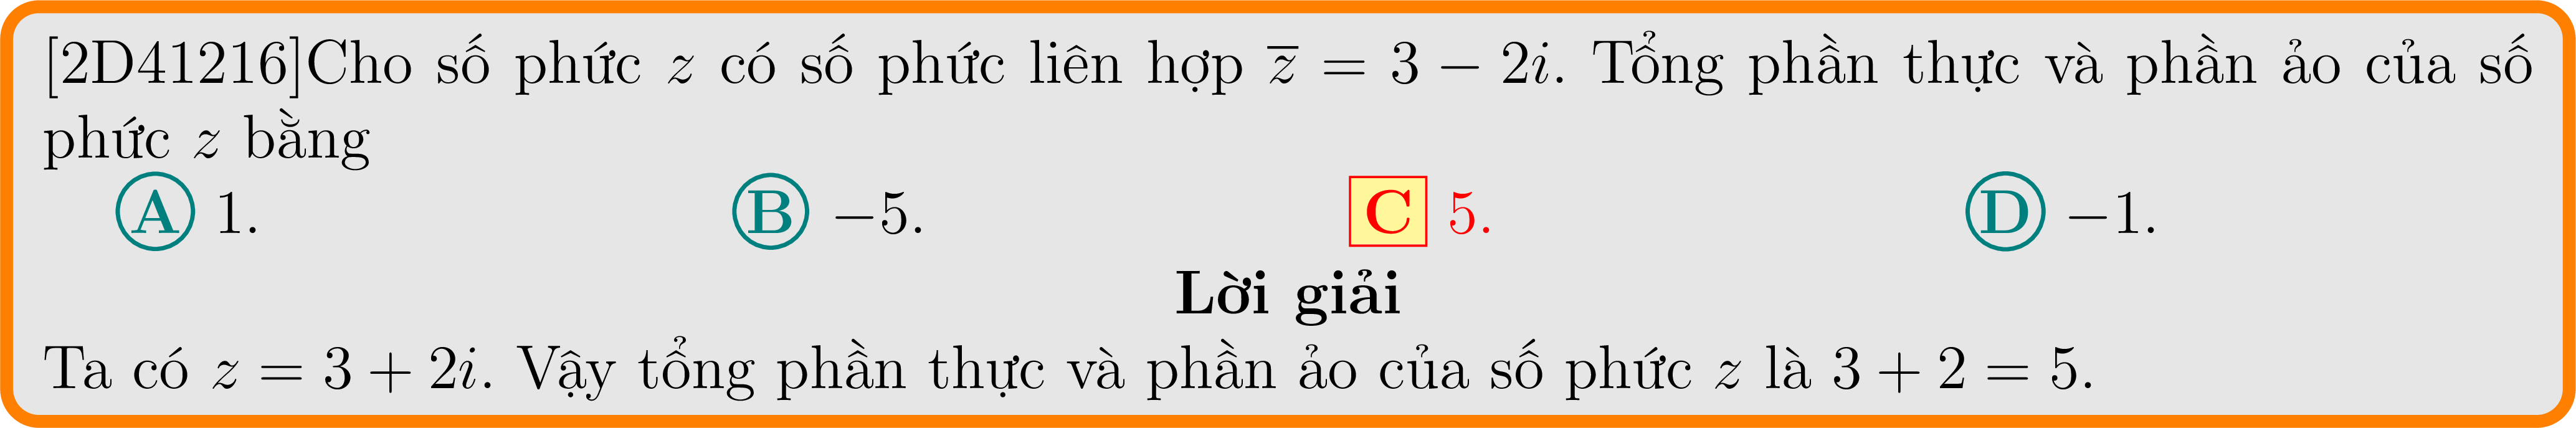 [2D41216]Cho số phức z có số phức liên hợp z̅ = 3 − 2i. Tổng phần thực và phần ảo của số
phức z bằng
A 1. B −5. C 5. D −1.
Lời giải
Ta có z = 3 + 2i. Vậy tổng phần thực và phần ảo của số phức z là 3 + 2 = 5.